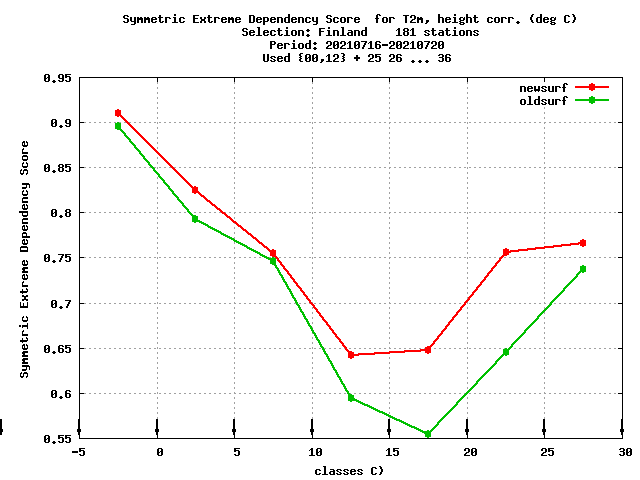 Symmetric Extreme Dependency Score  for T2m, height corr. (deg C)
Selection: Finland    181 stations
Period: 20210716-20210720
Used {00,12} + 25 26 ... 36
newsurf
oldsurf
Symmetric Extreme Dependency Score
0.95
0.9
0.85
0.8
0.75
0.7
0.65
0.6
0.55
-5 0 5 10 15 20 25 30
classes C)